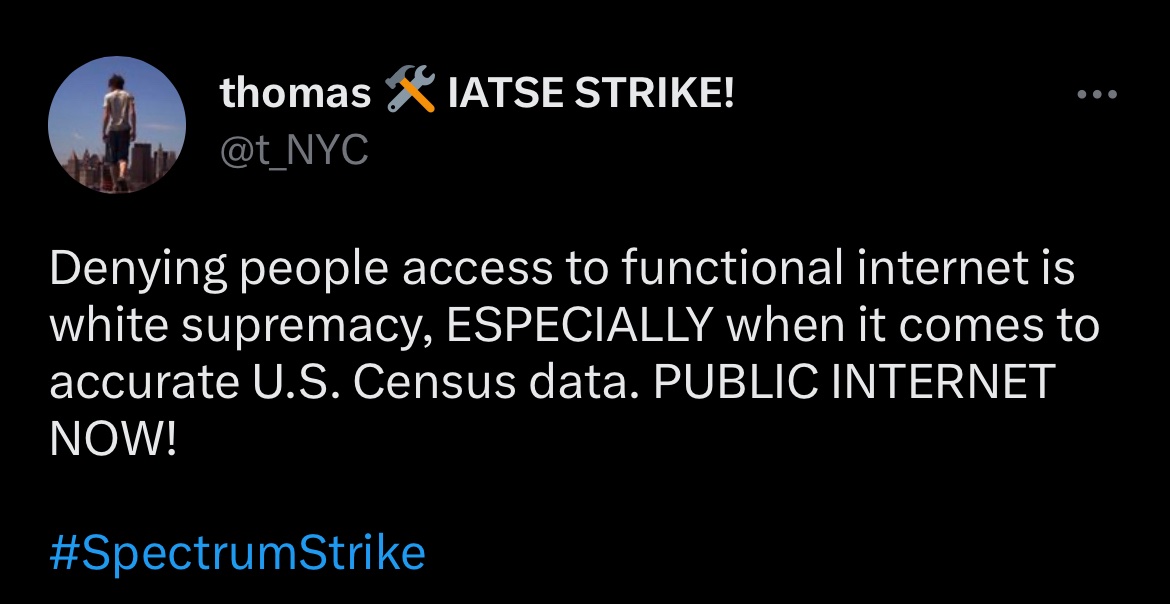 thomas 🛠 IATSE STRIKE!
@t_NYC
Denying people access to functional internet is
white supremacy, ESPECIALLY when it comes to
accurate U.S. Census data. PUBLIC INTERNET
NOW!
#SpectrumStrike